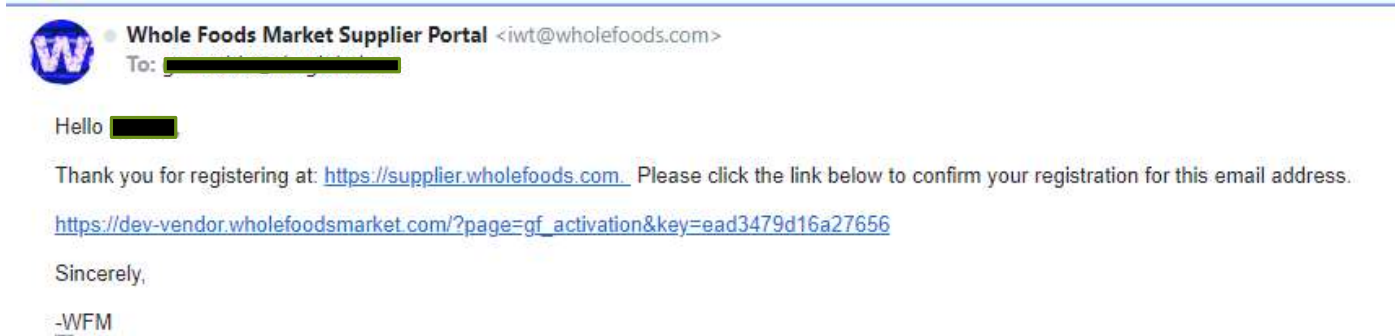 W
Whole Foods Market Supplier Portal <iwt@wholefoods.com>
To:
Hello
Thank you for registering at: https://supplier.wholefoods.com. Please click the link below to confirm your registration for this email address.
https://dev-vendor.wholefoodsmarket.com/?page=gf_activation&key=ead3479d16a27656
Sincerely,
-WFM